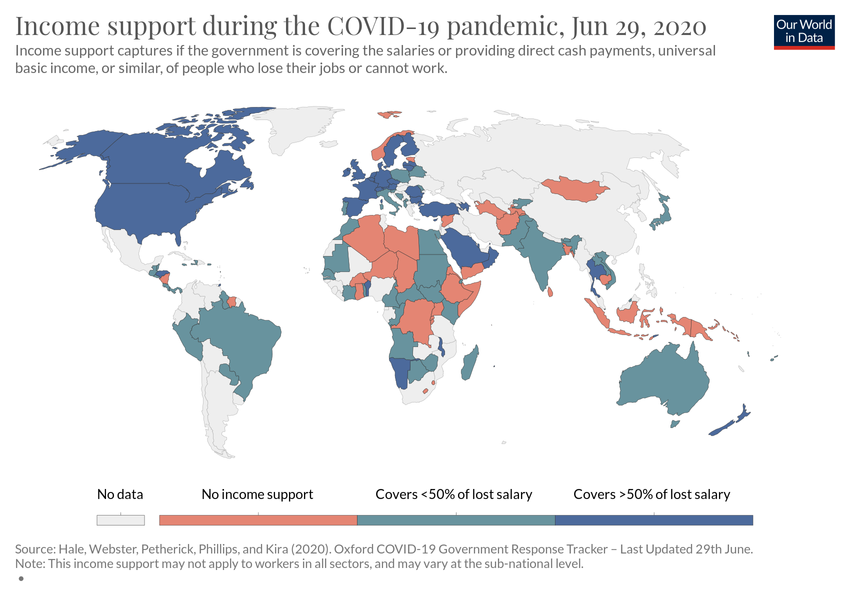 Income support during the COVID-19 pandemic, Jun 29, 2020
Our World
in Data
Income support captures if the government is covering the salaries or providing direct cash payments, universal
basic income, or similar, of people who lose their jobs or cannot work.
No data
No income support
Covers <50% of lost salary
Covers >50% of lost salary
Source: Hale, Webster, Petherick, Phillips, and Kira (2020). Oxford COVID-19 Government Response Tracker – Last Updated 29th June.
Note: This income support may not apply to workers in all sectors, and may vary at the sub-national level.